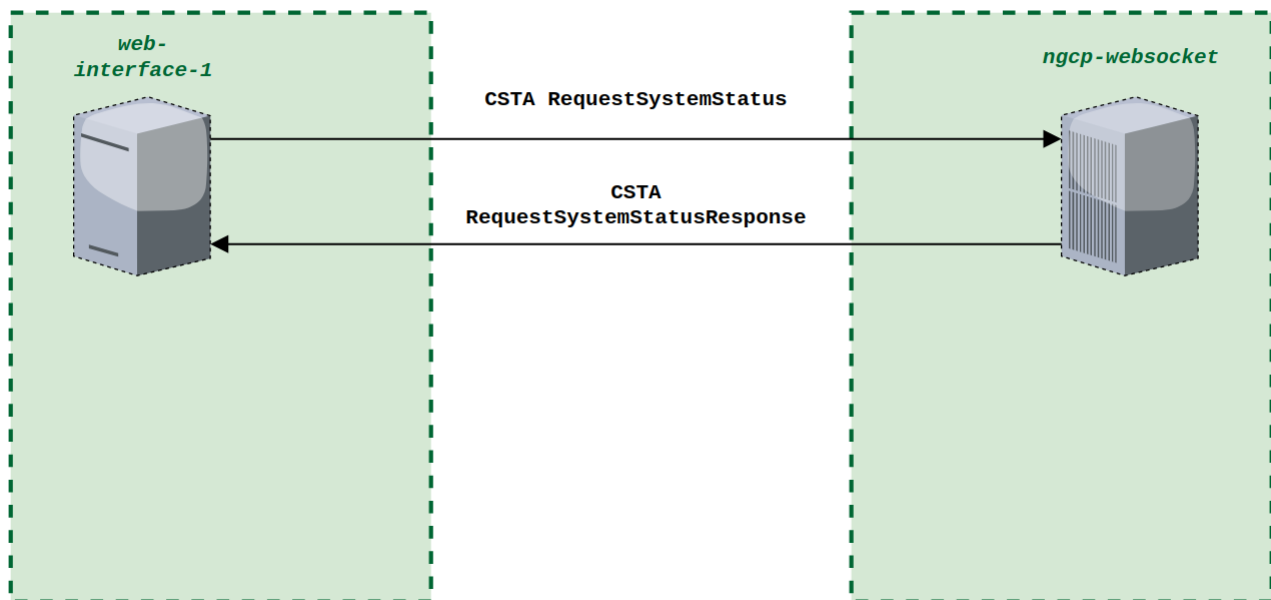 web-
interface-1
ngcp-websocket
CSTA RequestSystemStatus
CSTA
RequestSystemStatusResponse